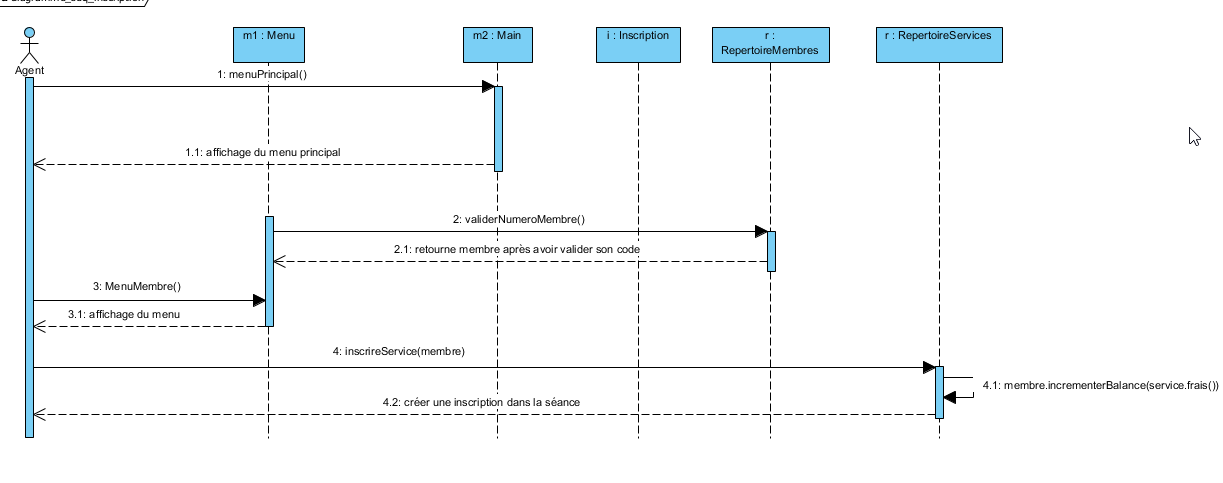 m1 : Menu
m2 : Main
i : Inscription
r :
RepertoireMembres
r : RepertoireServices
Agent
1: menuPrincipal()
1.1: affichage du menu principal
2: validerNumeroMembre()
2.1: retourne membre après avoir valider son code
3: MenuMembre()
3.1: affichage du menu
4: inscrireService(membre)
4.1: membre.incrementerBalance(service.frais())
4.2: créer une inscription dans la séance